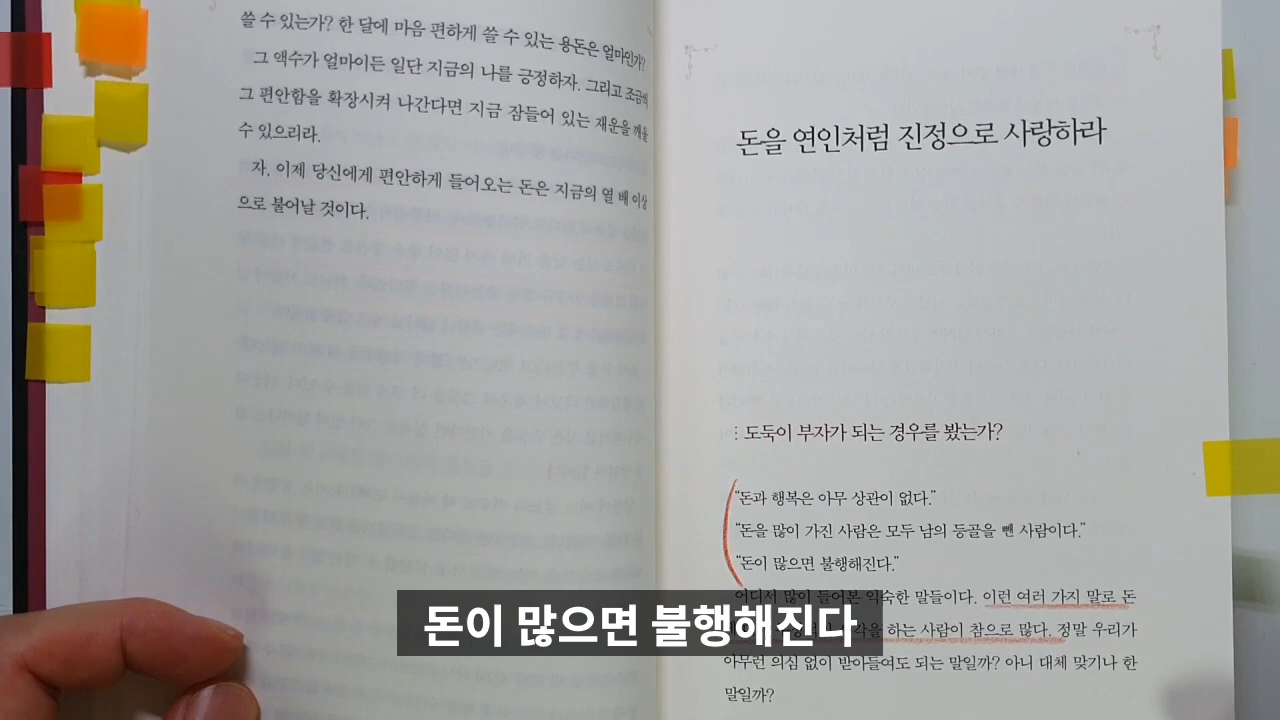 쓸 수 있는가? 한 달에 마음 편하게 쓸 수 있는 용돈은 얼마인가?
그 액수가 얼마이든 일단 지금의 나를 긍정하자. 그리고 조금씩
그 편안함을 확장시켜 나간다면 지금 잠들어 있는 재운을 깨울
수 있으리라.
자, 이제 당신에게 편안하게 들어오는 돈은 지금의 열 배 이상
으로 불어날 것이다.
돈을 연인처럼 진정으로 사랑하라
도둑이 부자가 되는 경우를 봤는가?
“돈과 행복은 아무 상관이 없다.”
“돈을 많이 가진 사람은 모두 남의 등골을 뺀 사람이다.”
“돈이 많으면 불행해진다.”
어디서 많이 들어본 익숙한 말들이다. 이런 여러 가지 말로 돈
각을 하는 사람이 참으로 많다. 정말 우리가
아무런 의심 없이 받아들여도 되는 말일까? 아니 대체 맞기나 한
말일까?
돈이 많으면 불행해진다